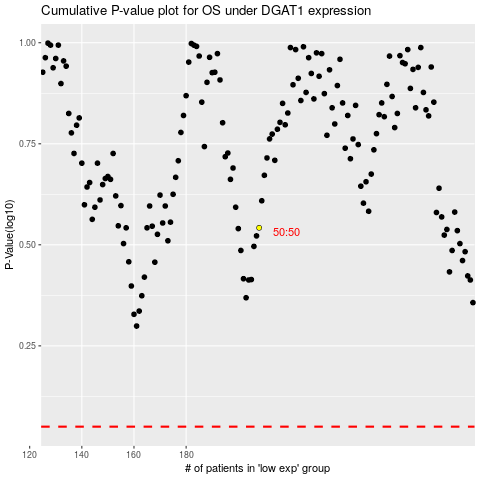 Cumulative P-value plot for OS under DGAT1 expression
P-Value(log10)
1.00
0.75
0.50
0.25
50:50
120 140 160 180
# of patients in 'low exp' group